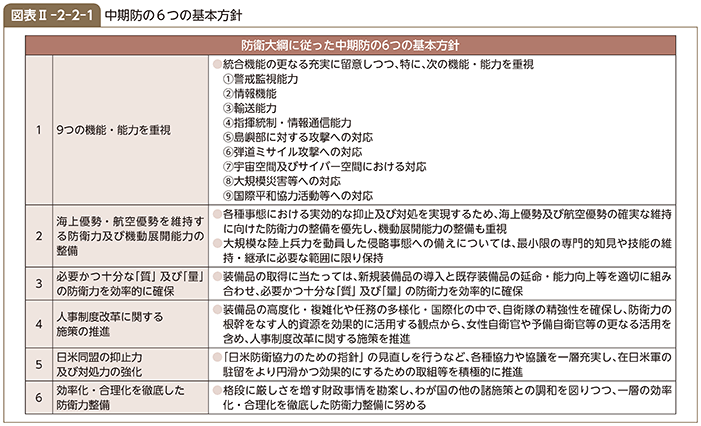 図表Ⅱ-2-2-1 中期防の6つの基本方針
防衛大綱に従った中期防の6つの基本方針
1 9つの機能・能力を重視
●統合機能の更なる充実に留意しつつ、特に、次の機能・能力を重視
①警戒監視能力
②情報機能
③輸送能力
④指揮統制・情報通信能力
⑤島嶼部に対する攻撃への対応
⑥弾道ミサイル攻撃への対応
⑦宇宙空間及びサイバー空間における対応
⑧大規模災害等への対応
⑨国際平和協力活動等への対応
2 海上優勢・航空優勢を維持す
る防衛力及び機動展開能力の
整備
●各種事態における実効的な抑止及び対処を実現するため、海上優勢及び航空優勢の確実な維持
に向けた防衛力の整備を優先し、機動展開能力の整備も重視
●大規模な陸上兵力を動員した侵略事態への備えについては、最小限の専門的知見や技能の維
持・継承に必要な範囲に限り保持
3 必要かつ十分な「質」及び「量」
の防衛力を効率的に確保
●装備品の取得に当たっては、新規装備品の導入と既存装備品の延命・能力向上等を適切に組み
合わせ、必要かつ十分な「質」及び「量」の防衛力を効率的に確保
4 人事制度改革に関する
施策の推進
●装備品の高度化・複雑化や任務の多様化・国際化の中で、自衛隊の精強性を確保し、防衛力の
根幹をなす人的資源を効果的に活用する観点から、女性自衛官や予備自衛官等の更なる活用を
含め、人事制度改革に関する施策を推進
5 日米同盟の抑止力
及び対処力の強化
●「日米防衛協力のための指針」の見直しを行うなど、各種協力や協議を一層充実し、在日米軍の
駐留をより円滑かつ効果的にするための取組等を積極的に推進
6 効率化・合理化を徹底した
防衛力整備
●格段に厳しさを増す財政事情を勘案し、わが国の他の諸施策との調和を図りつつ、一層の効率
化・合理化を徹底した防衛力整備に努める